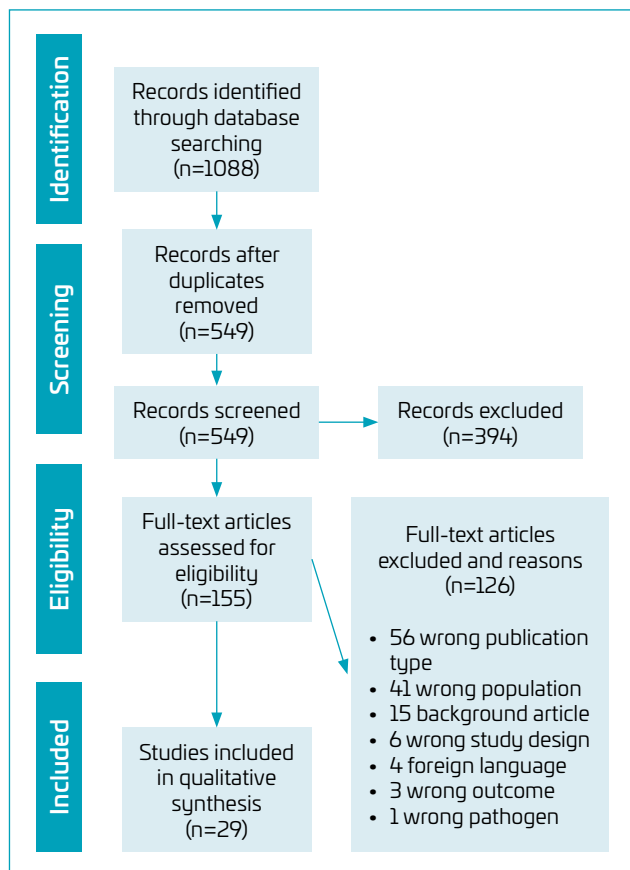 Identification
Records identified
through database
searching
(n=1088)
Screening
Records after
duplicates
removed
(n=549)
Records screened
(n=549)
Records excluded
(n=394)
Eligibility
Full-text articles
assessed for
eligibility
(n=155)
Full-text articles
excluded and reasons
(n=126)
• 56 wrong publication
type
• 41 wrong population
• 15 background article
• 6 wrong study design
• 4 foreign language
• 3 wrong outcome
• 1 wrong pathogen
Included
Studies included
in qualitative
synthesis
(n=29)